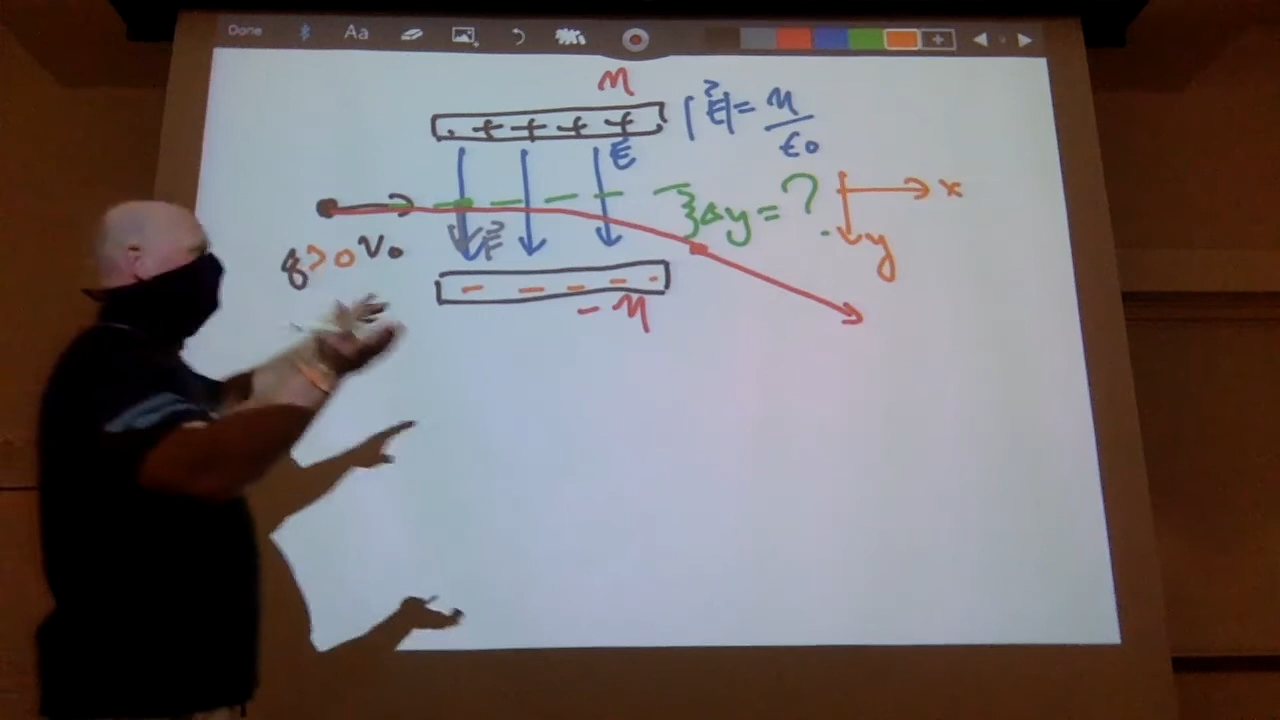 Done
Aa
η
+ + + +
|E⃗| = η/ε0
E⃗
x
Δy = ?
F⃗
y
q>0 v0
- - - - -
-η